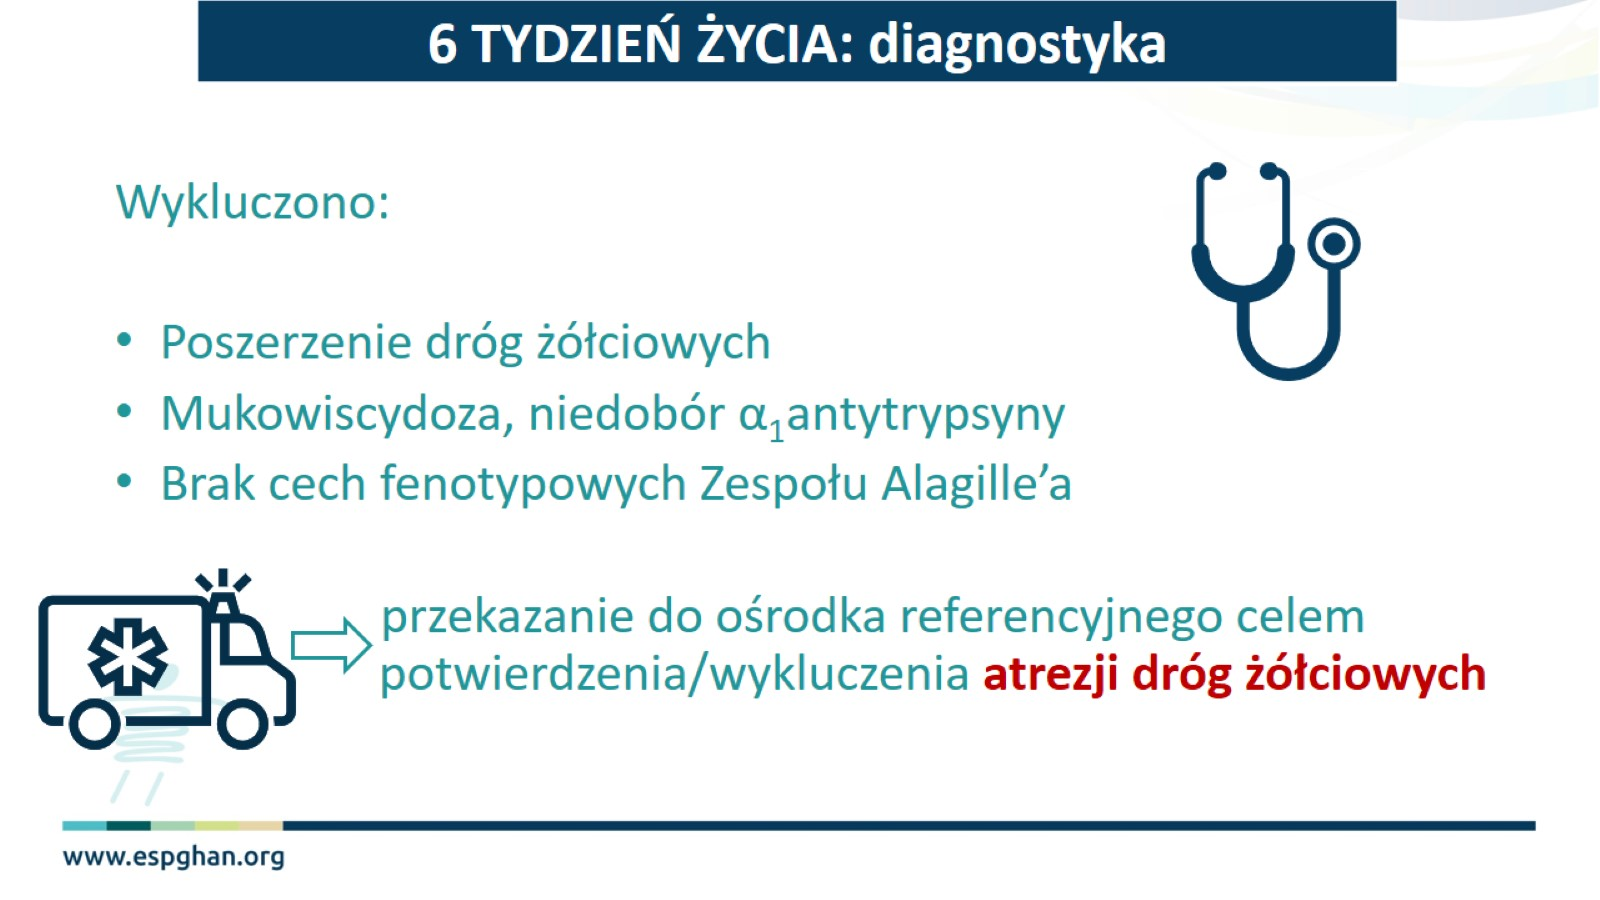 6 TYDZIEŃ ŻYCIA: diagnostyka
Wykluczono:
• Poszerzenie dróg żółciowych
• Mukowiscydoza, niedobór α₁antytrypsyny
• Brak cech fenotypowych Zespołu Alagille’a
przekazanie do ośrodka referencyjnego celem
potwierdzenia/wykluczenia atrezji dróg żółciowych
www.espghan.org